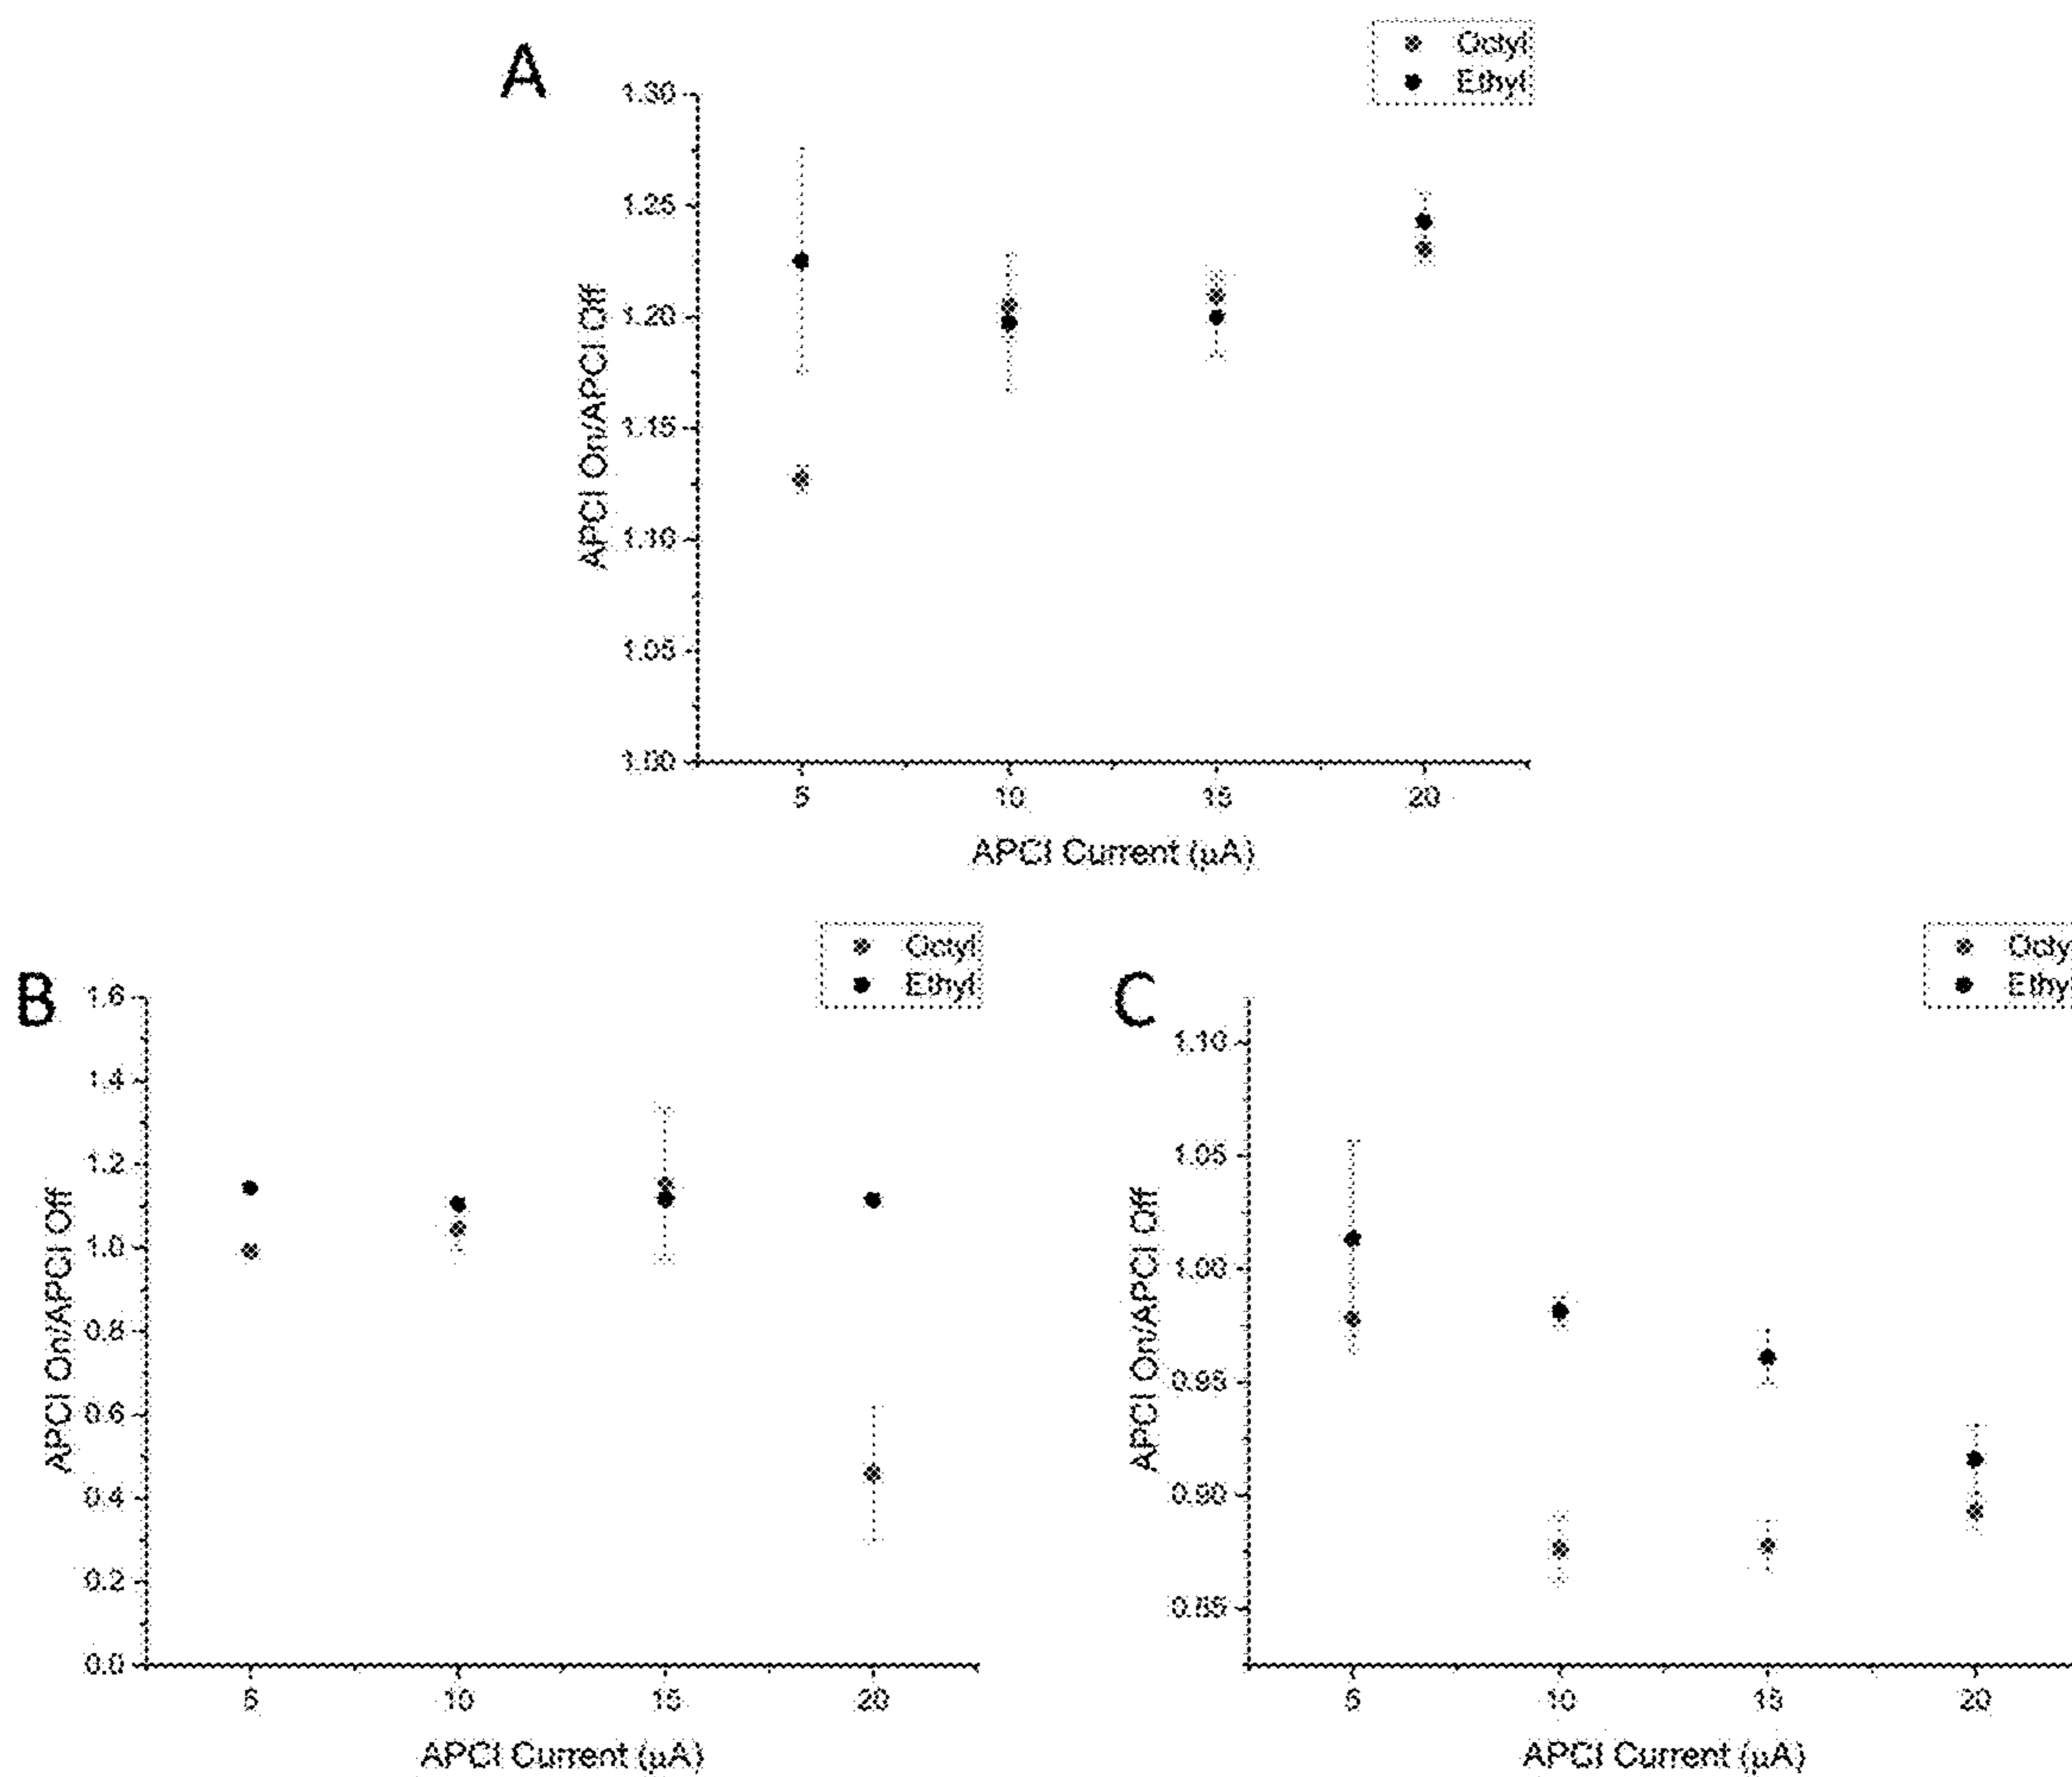 A
Octyl
Ethyl
1.30
1.25
1.20
1.15
1.10
1.05
1.00
APCI On/APCI Off
5
10
15
20
APCI Current (µA)
B
Octyl
Ethyl
1.6
1.4
1.2
1.0
0.8
0.6
0.4
0.2
0.0
APCI On/APCI Off
5
10
15
20
APCI Current (µA)
C
Octy
Ethyl
1.10
1.05
1.00
0.95
0.90
0.85
APCI On/APCI Off
5
10
15
20
APCI Current (µA)